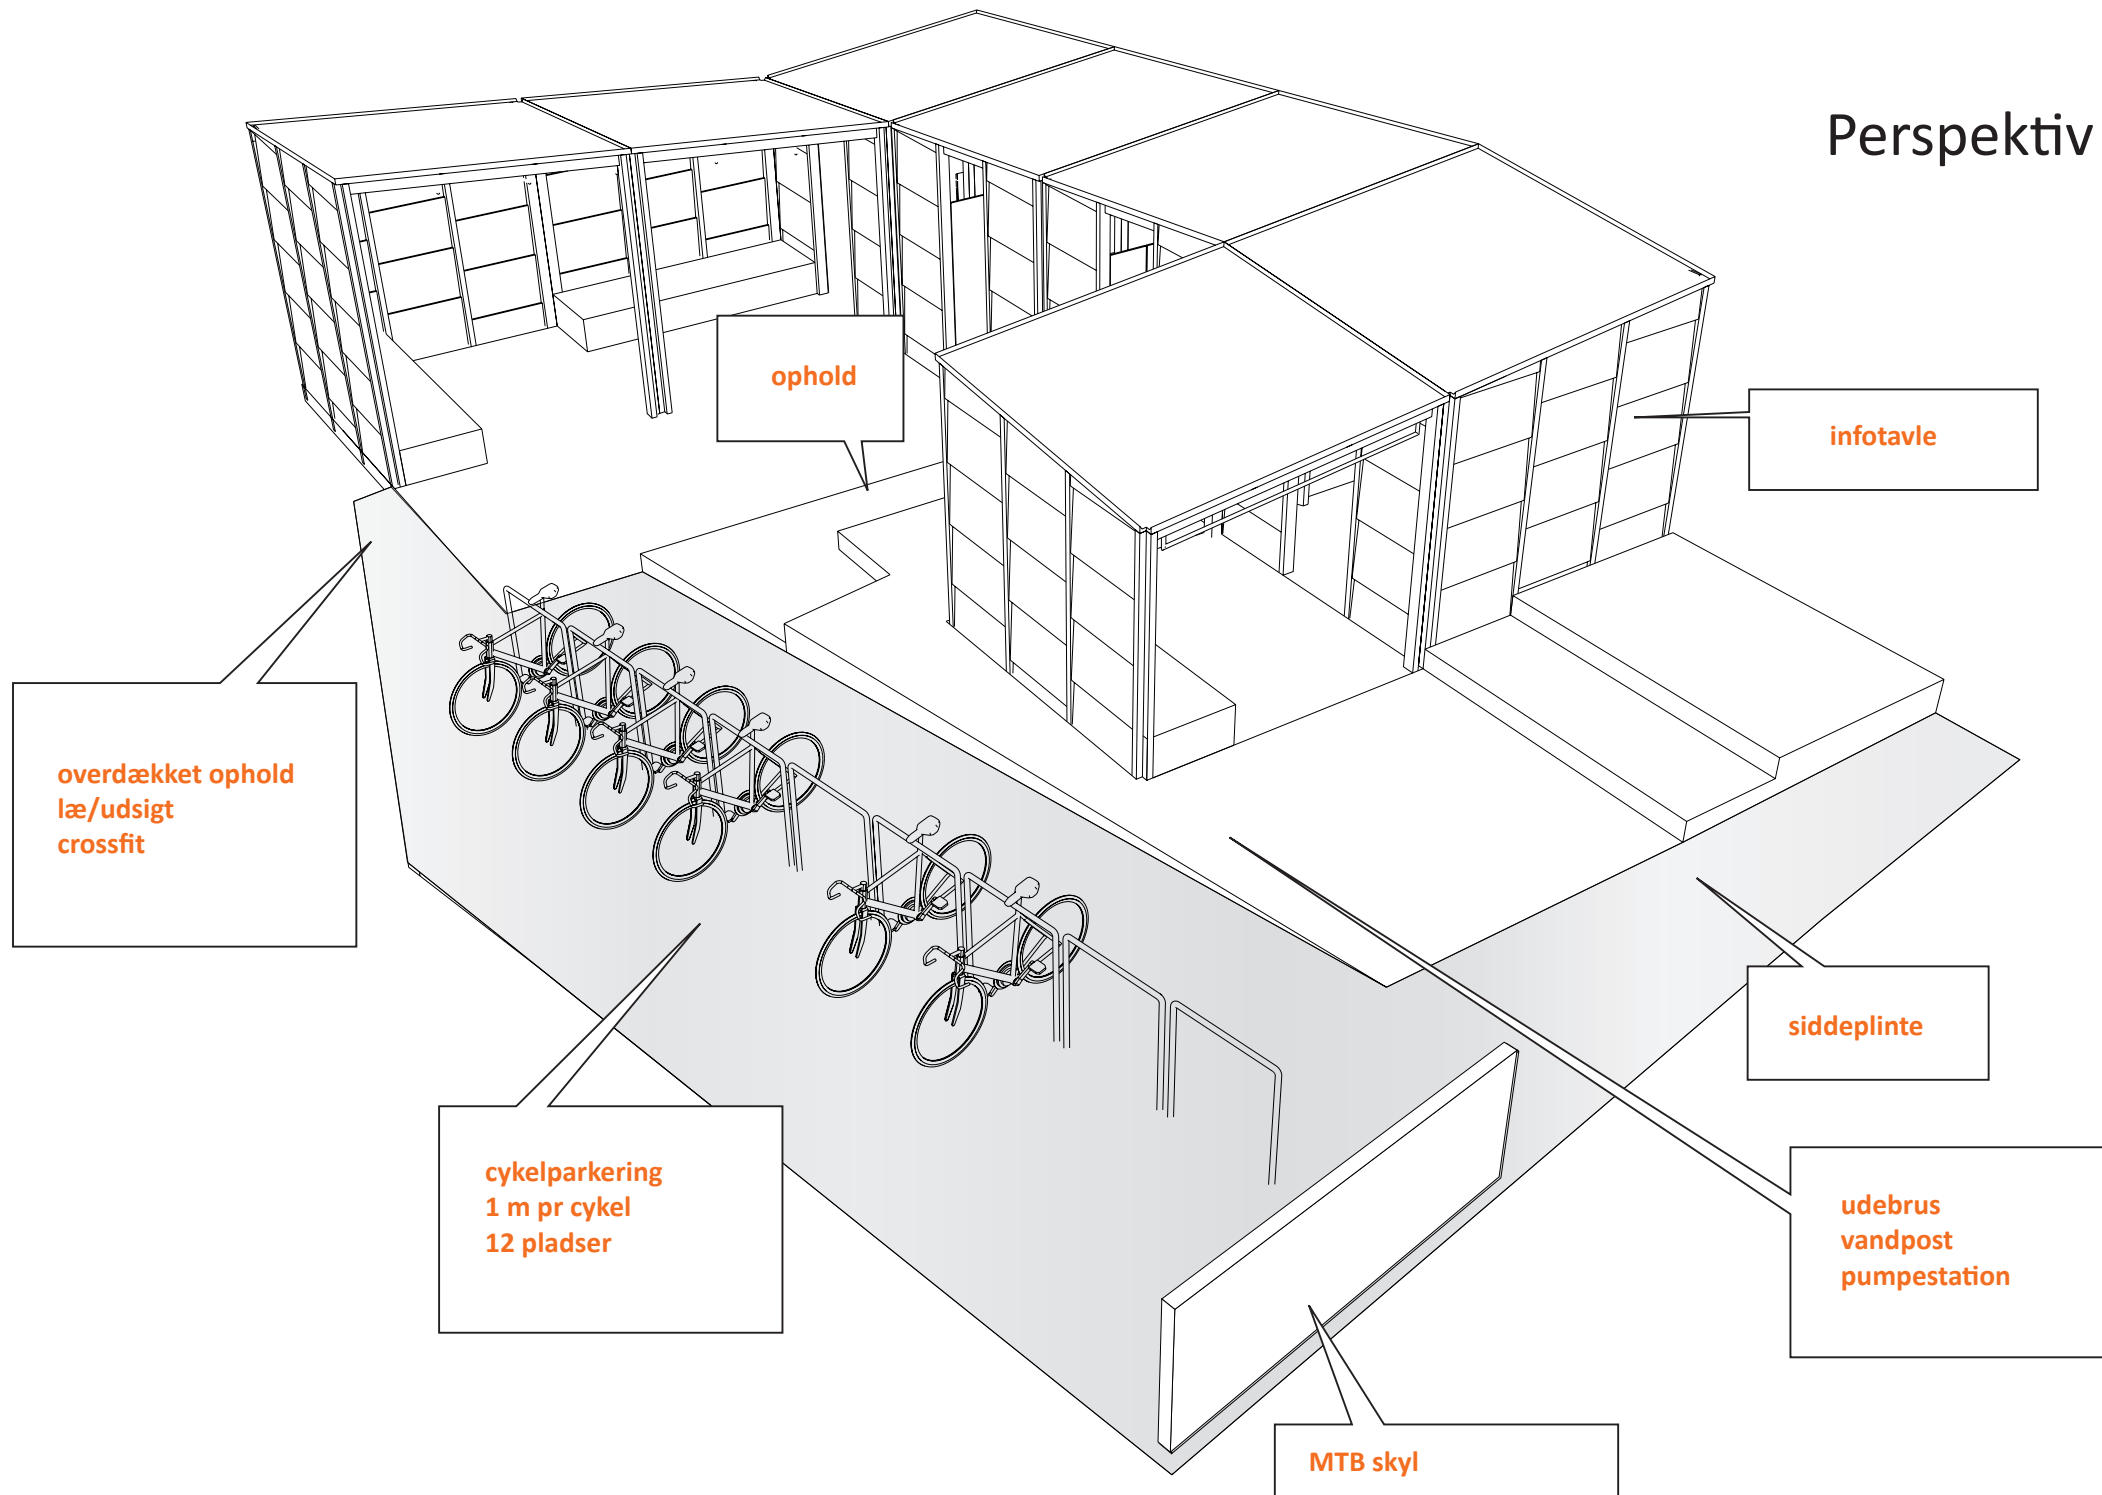 Perspektiv
ophold
infotavle
overdækket ophold
læ/udsigt
crossfit
siddeplinte
cykelparkering
1 m pr cykel
12 pladser
udebrus
vandpost
pumpestation
MTB skyl